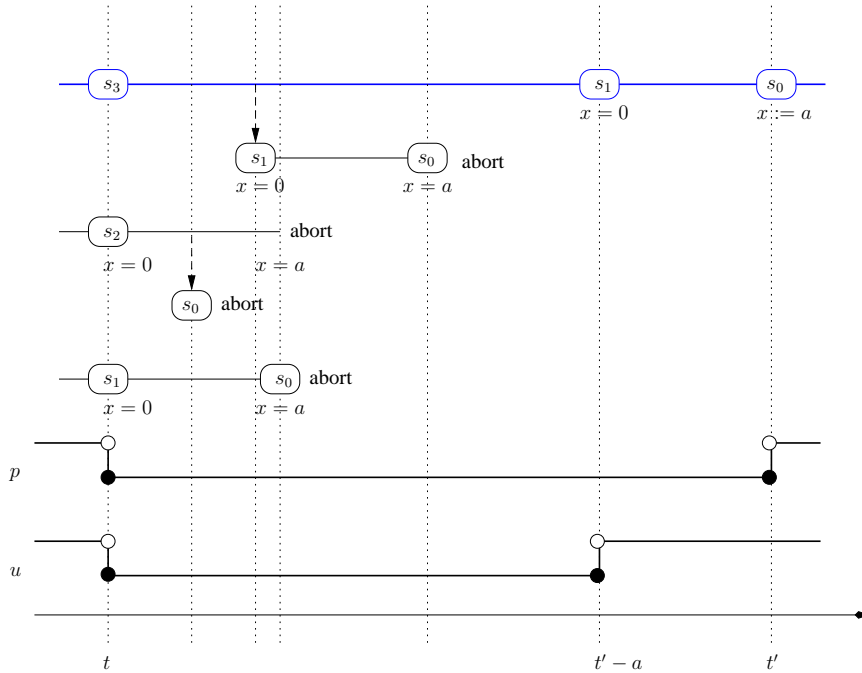 s₃ s₁ s₀
x = 0 x := a
s₁ s₀ abort
x = 0 x = a
s₂ abort
x = 0 x = a
s₀ abort
s₁ s₀ abort
x = 0 x = a
p
u
t t′ − a t′